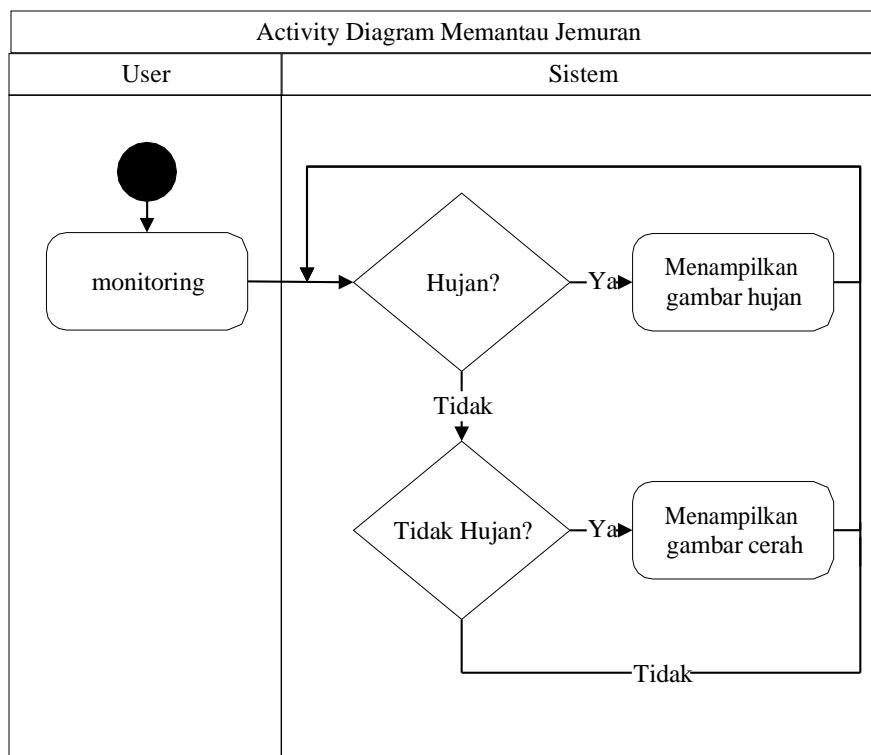 Activity Diagram Memantau Jemuran
User
Sistem
monitoring
Hujan?
Ya
Menampilkan
gambar hujan
Tidak
Tidak Hujan?
Ya
Menampilkan
gambar cerah
Tidak